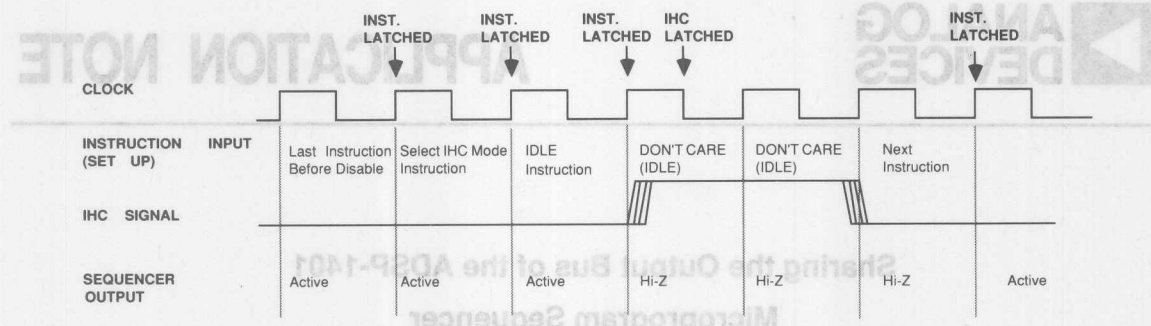 INST. LATCHED
INST. LATCHED
INST. LATCHED
IHC LATCHED
INST. LATCHED
ANALOG DEVICES
APPLICATION NOTE
CLOCK
INSTRUCTION INPUT (SET UP)
Last Instruction Before Disable
Select IHC Mode Instruction
IDLE Instruction
DON'T CARE (IDLE)
DON'T CARE (IDLE)
Next Instruction
IHC SIGNAL
Sharing the Output Bus of the ADSP-1401
SEQUENCER OUTPUT
Active
Active
Active
Hi-Z
Hi-Z
Hi-Z
Active
Microprogram Sequencer